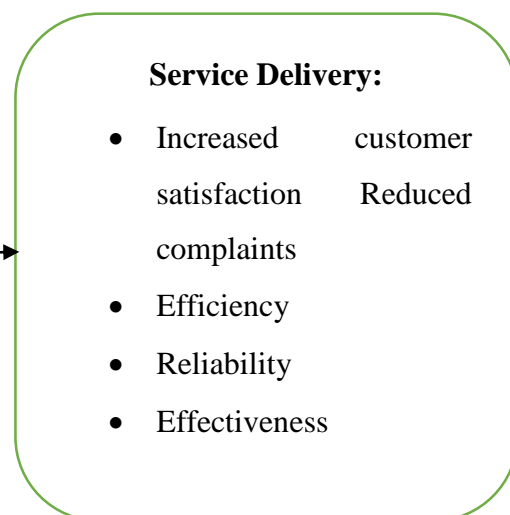 Service Delivery:
• Increased customer
satisfaction Reduced
complaints
• Efficiency
• Reliability
• Effectiveness